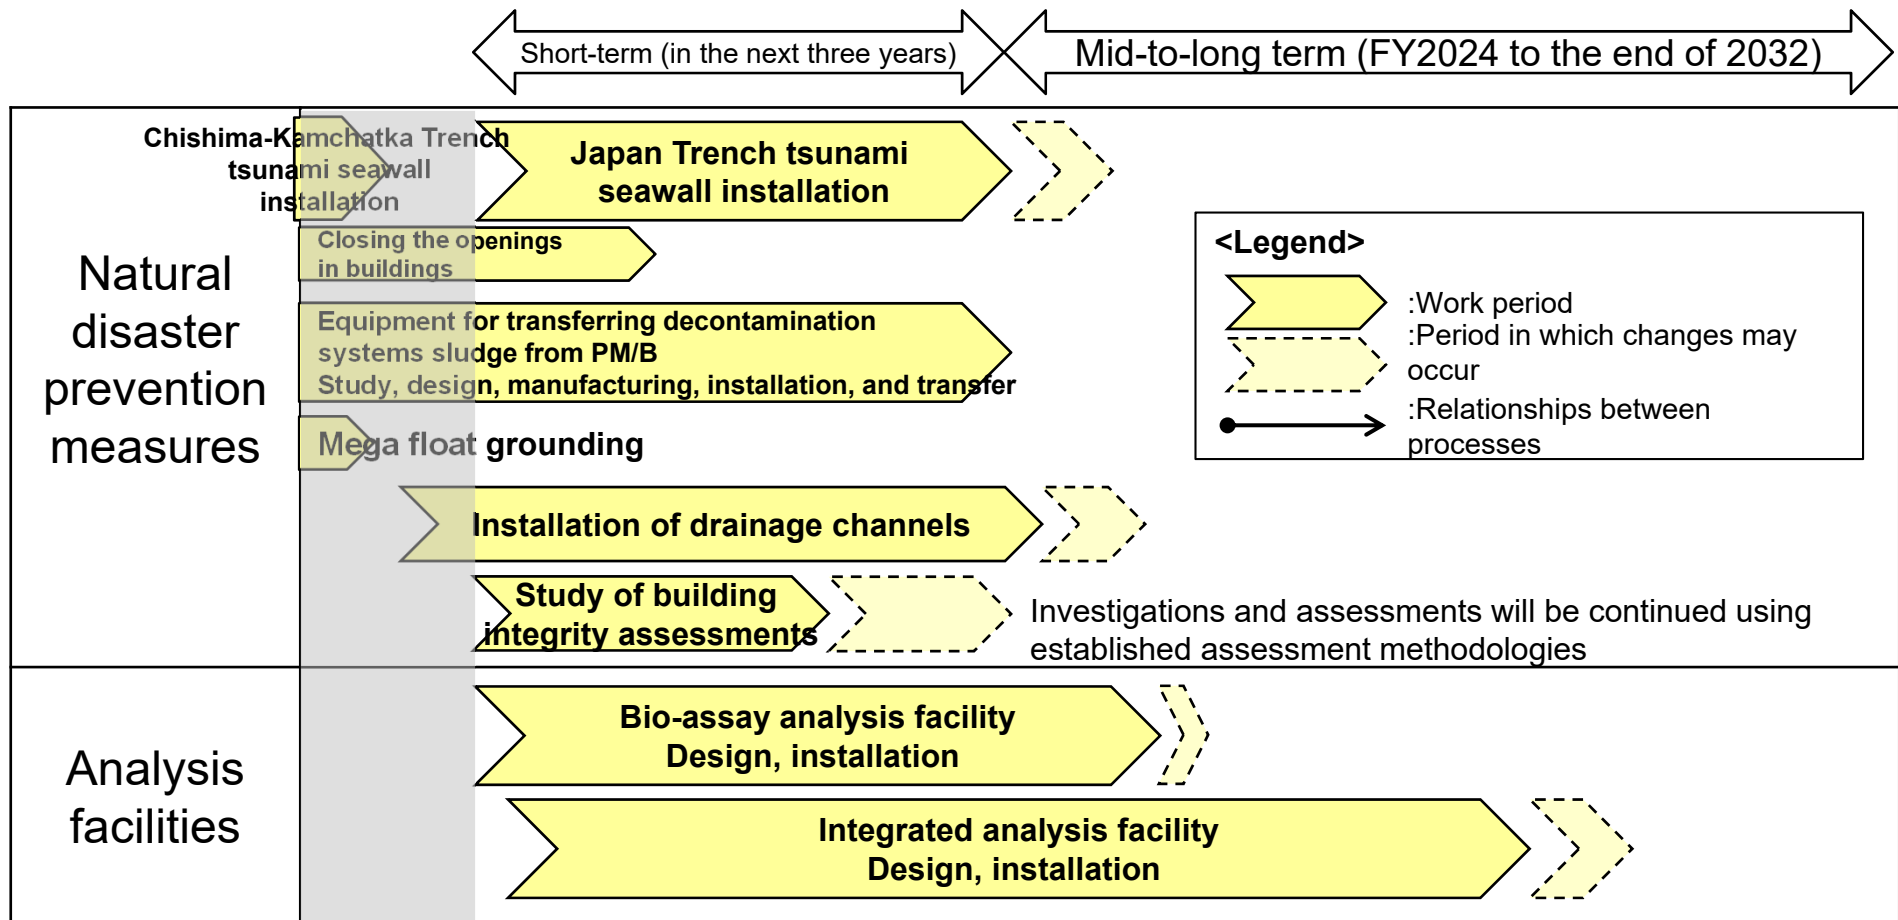 Short-term (in the next three years)
Mid-to-long term (FY2024 to the end of 2032)
Natural
disaster
prevention
measures
Chishima-Kamchatka Trench
tsunami seawall
installation
Japan Trench tsunami
seawall installation
Closing the openings
in buildings
Equipment for transferring decontamination
systems sludge from PM/B
Study, design, manufacturing, installation, and transfer
Mega float grounding
Installation of drainage channels
Study of building
integrity assessments
Investigations and assessments will be continued using
established assessment methodologies
<Legend>
:Work period
:Period in which changes may
occur
:Relationships between
processes
Analysis
facilities
Bio-assay analysis facility
Design, installation
Integrated analysis facility
Design, installation